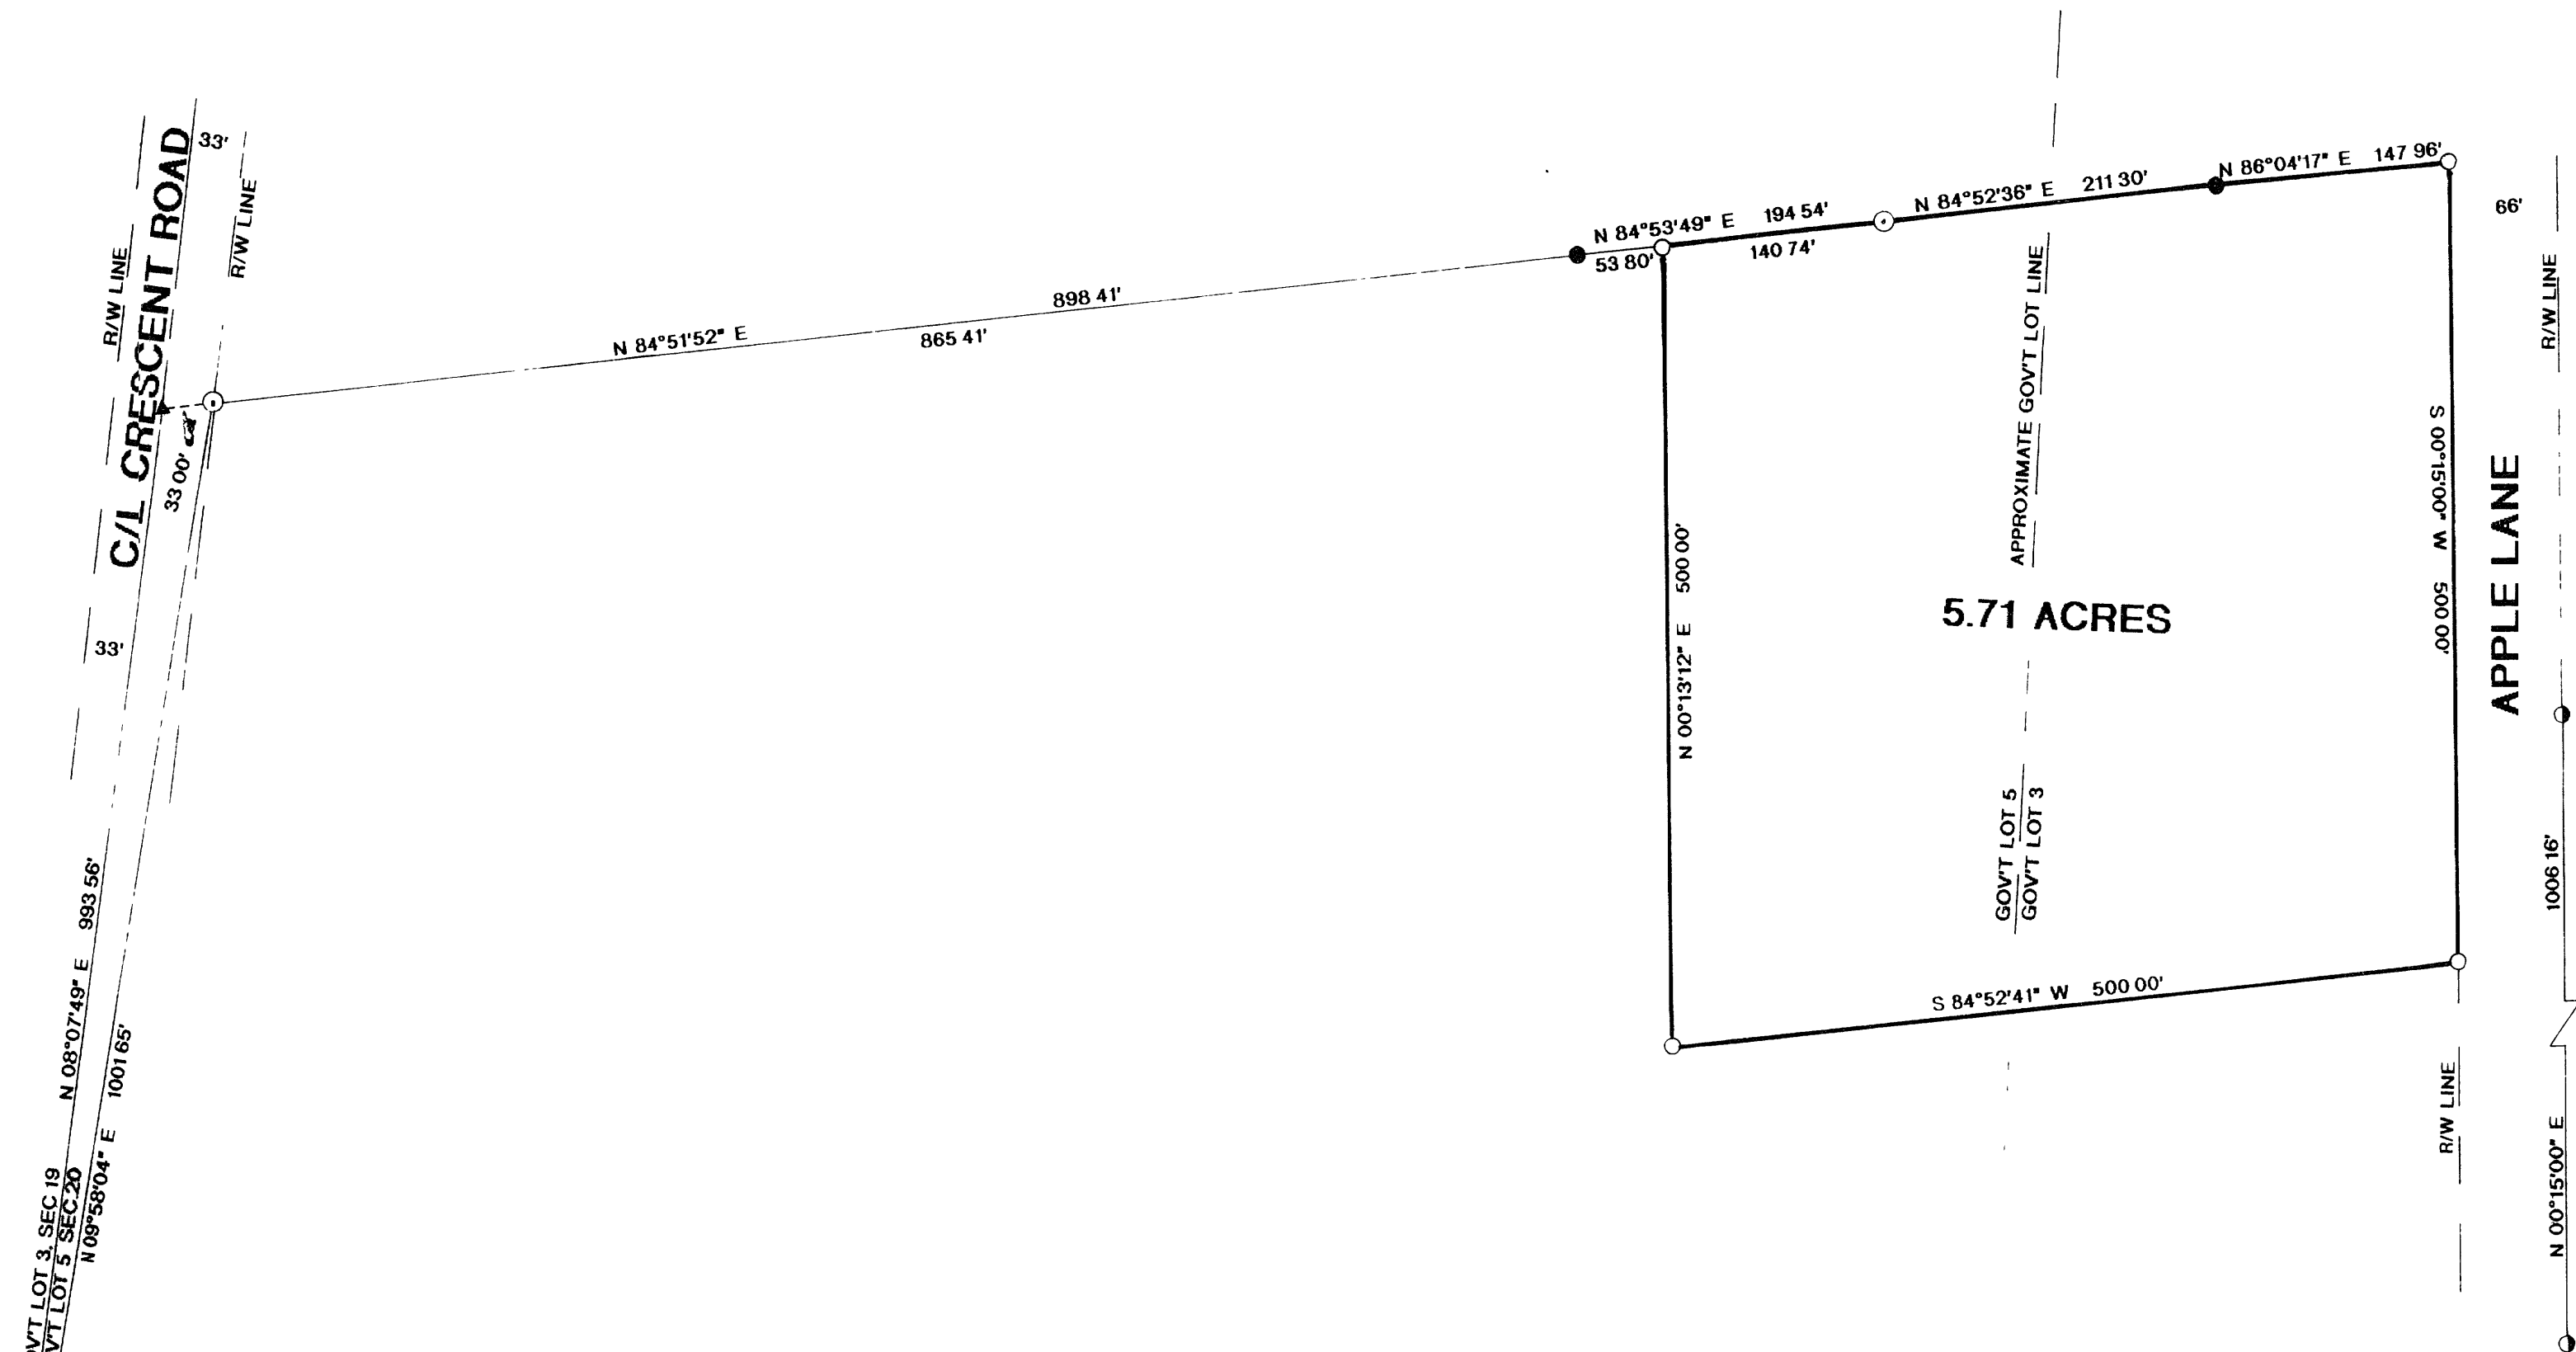 33'
C/L CRESCENT ROAD
R/W LINE
R/W LINE
33 00'
33'
N 08°07'49" E 993 56'
N 09°58'04" E 1001 65'
LOT 3, SEC 19
LOT 5 SEC 20
N 84°51'52" E
898 41'
865 41'
N 84°53'49" E 194 54'
53 80'
140 74'
N 84°52'36" E 211 30'
N 86°04'17" E 147 96'
66'
R/W LINE
APPROXIMATE GOV'T LOT LINE
N 00°13'12" E 500 00'
5.71 ACRES
S 00°15'00" W 500 00'
APPLE LANE
GOV'T LOT 5
GOV'T LOT 3
S 84°52'41" W 500 00'
R/W LINE
1006 16'
N 00°15'00" E